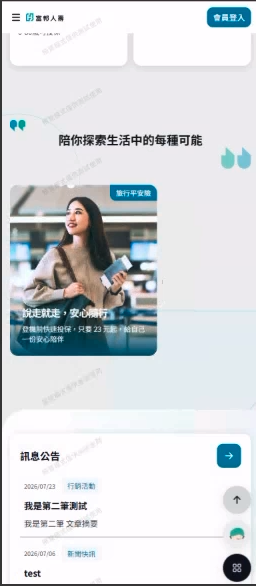 富邦人壽
會員登入
陪你探索生活中的每種可能
旅行平安險
說走就走，安心隨行
登機前快速投保，只要 23 元起，給自己
一份安心陪伴
訊息公告
2026/07/23 行銷活動
我是第二筆測試
我是第二筆 文章摘要
2026/07/06 新聞快訊
test